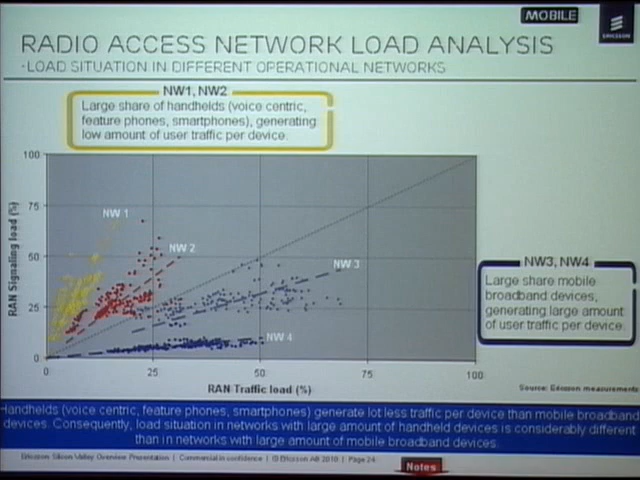 MOBILE
ERICSSON
RADIO ACCESS NETWORK LOAD ANALYSIS
-LOAD SITUATION IN DIFFERENT OPERATIONAL NETWORKS
NW1, NW2
Large share of handhelds (voice centric,
feature phones, smartphones), generating
low amount of user traffic per device.
100
75
50
25
0
RAN Signaling load (%)
NW 1
NW 2
NW 3
NW 4
0
25
50
75
100
RAN Traffic load (%)
NW3, NW4
Large share mobile
broadband devices,
generating large amount
of user traffic per device.
Source: Ericsson measurements
Handhelds (voice centric, feature phones, smartphones) generate lot less traffic per device than mobile broadband
devices. Consequently, load situation in networks with large amount of handheld devices is considerably different
than in networks with large amount of mobile broadband devices.
Ericsson Silicon Valley Overview Presentation | Commercial in confidence | © Ericsson AB 2010 | Page 24
Notes